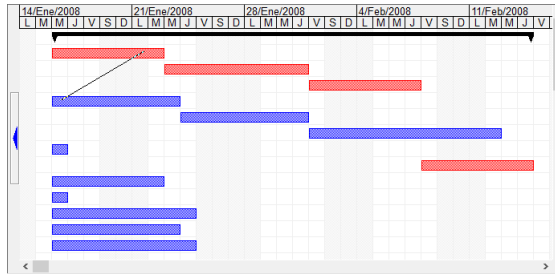 14/Ene/2008 21/Ene/2008 28/Ene/2008 4/Feb/2008 11/Feb/2008
L M M J V S D L M M J V S D L M M J V S D L M M J V S D L M M J V